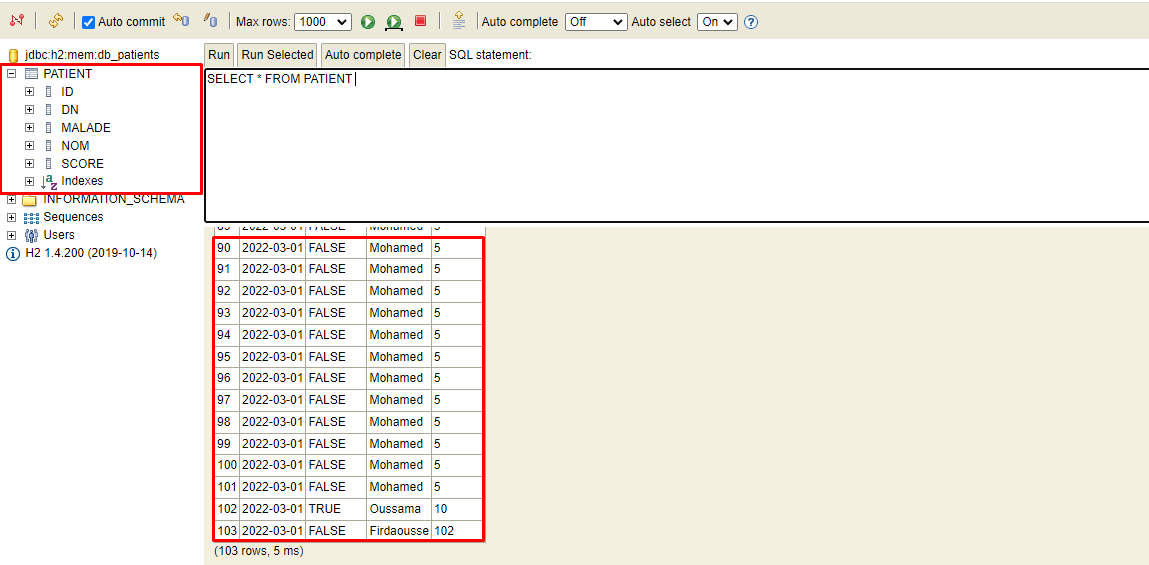 Auto commit Max rows: 1000 Auto complete Off Auto select On
jdbc:h2:mem:db_patients
PATIENT
ID
DN
MALADE
NOM
SCORE
Indexes
INFORMATION_SCHEMA
Sequences
Users
H2 1.4.200 (2019-10-14)
Run Run Selected Auto complete Clear SQL statement:
SELECT * FROM PATIENT
89 2022-03-01 FALSE Mohamed 5
90 2022-03-01 FALSE Mohamed 5
91 2022-03-01 FALSE Mohamed 5
92 2022-03-01 FALSE Mohamed 5
93 2022-03-01 FALSE Mohamed 5
94 2022-03-01 FALSE Mohamed 5
95 2022-03-01 FALSE Mohamed 5
96 2022-03-01 FALSE Mohamed 5
97 2022-03-01 FALSE Mohamed 5
98 2022-03-01 FALSE Mohamed 5
99 2022-03-01 FALSE Mohamed 5
100 2022-03-01 FALSE Mohamed 5
101 2022-03-01 FALSE Mohamed 5
102 2022-03-01 TRUE Oussama 10
103 2022-03-01 FALSE Firdaousse 102
(103 rows, 5 ms)